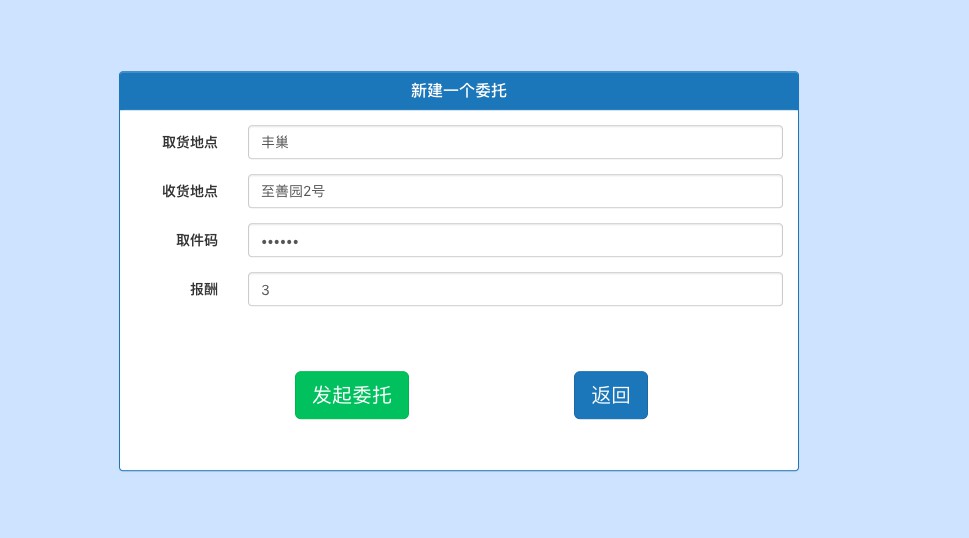 新建一个委托
取货地点 丰巢
收货地点 至善园2号
取件码 ••••••
报酬 3
发起委托 返回